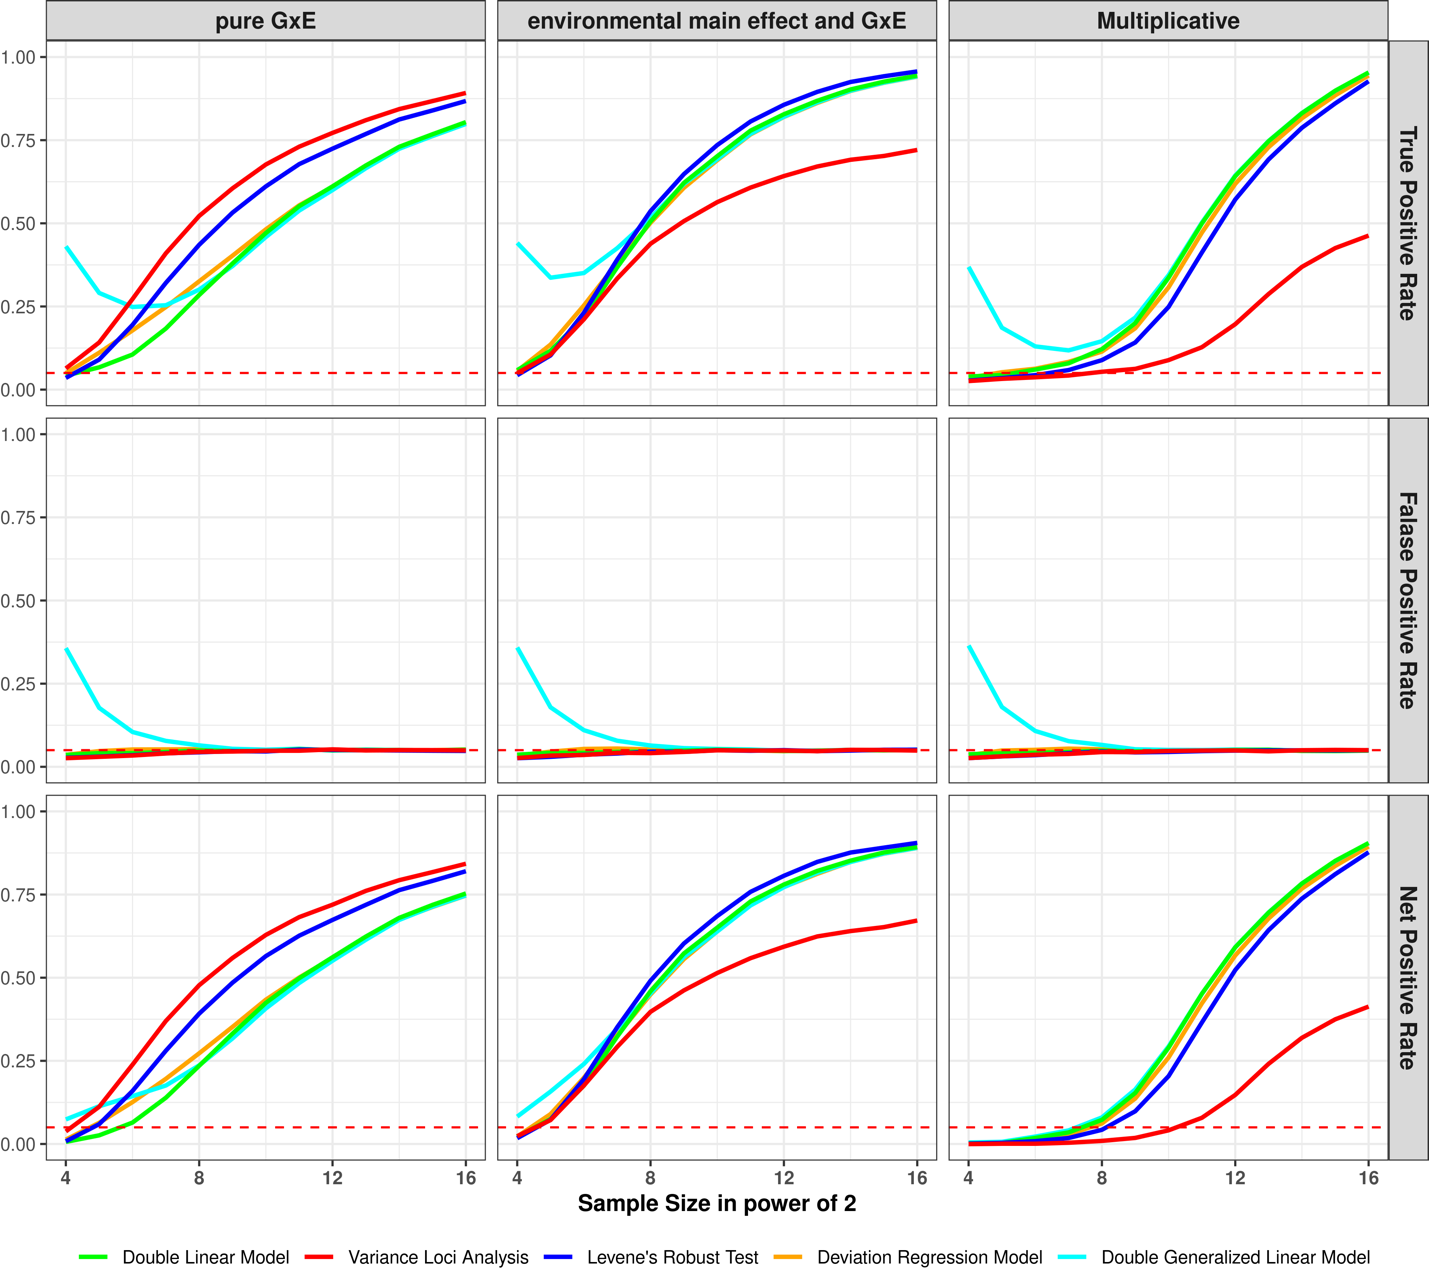 pure GxE
environmental main effect and GxE
Multiplicative
1.00
0.75
0.50
0.25
0.00
True Positive Rate
1.00
0.75
0.50
0.25
0.00
Falase Positive Rate
1.00
0.75
0.50
0.25
0.00
Net Positive Rate
4 8 12 16 4 8 12 16 4 8 12 16
Sample Size in power of 2
Double Linear Model Variance Loci Analysis Levene's Robust Test Deviation Regression Model Double Generalized Linear Model